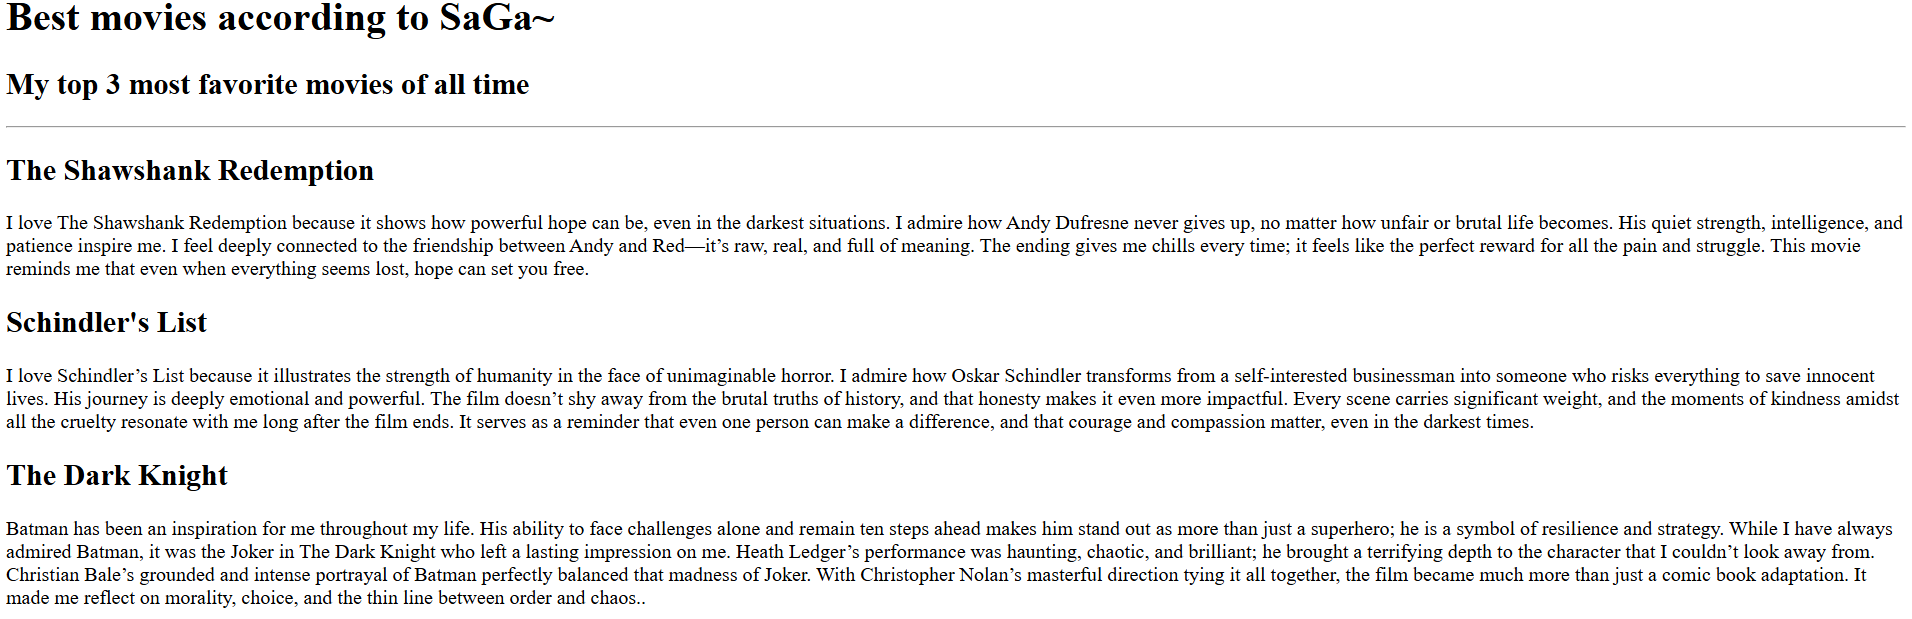 Best movies according to SaGa~
My top 3 most favorite movies of all time
The Shawshank Redemption
I love The Shawshank Redemption because it shows how powerful hope can be, even in the darkest situations. I admire how Andy Dufresne never gives up, no matter how unfair or brutal life becomes. His quiet strength, intelligence, and
patience inspire me. I feel deeply connected to the friendship between Andy and Red—it’s raw, real, and full of meaning. The ending gives me chills every time; it feels like the perfect reward for all the pain and struggle. This movie
reminds me that even when everything seems lost, hope can set you free.
Schindler's List
I love Schindler’s List because it illustrates the strength of humanity in the face of unimaginable horror. I admire how Oskar Schindler transforms from a self-interested businessman into someone who risks everything to save innocent
lives. His journey is deeply emotional and powerful. The film doesn’t shy away from the brutal truths of history, and that honesty makes it even more impactful. Every scene carries significant weight, and the moments of kindness amidst
all the cruelty resonate with me long after the film ends. It serves as a reminder that even one person can make a difference, and that courage and compassion matter, even in the darkest times.
The Dark Knight
Batman has been an inspiration for me throughout my life. His ability to face challenges alone and remain ten steps ahead makes him stand out as more than just a superhero; he is a symbol of resilience and strategy. While I have always
admired Batman, it was the Joker in The Dark Knight who left a lasting impression on me. Heath Ledger’s performance was haunting, chaotic, and brilliant; he brought a terrifying depth to the character that I couldn’t look away from.
Christian Bale’s grounded and intense portrayal of Batman perfectly balanced that madness of Joker. With Christopher Nolan’s masterful direction tying it all together, the film became much more than just a comic book adaptation. It
made me reflect on morality, choice, and the thin line between order and chaos..